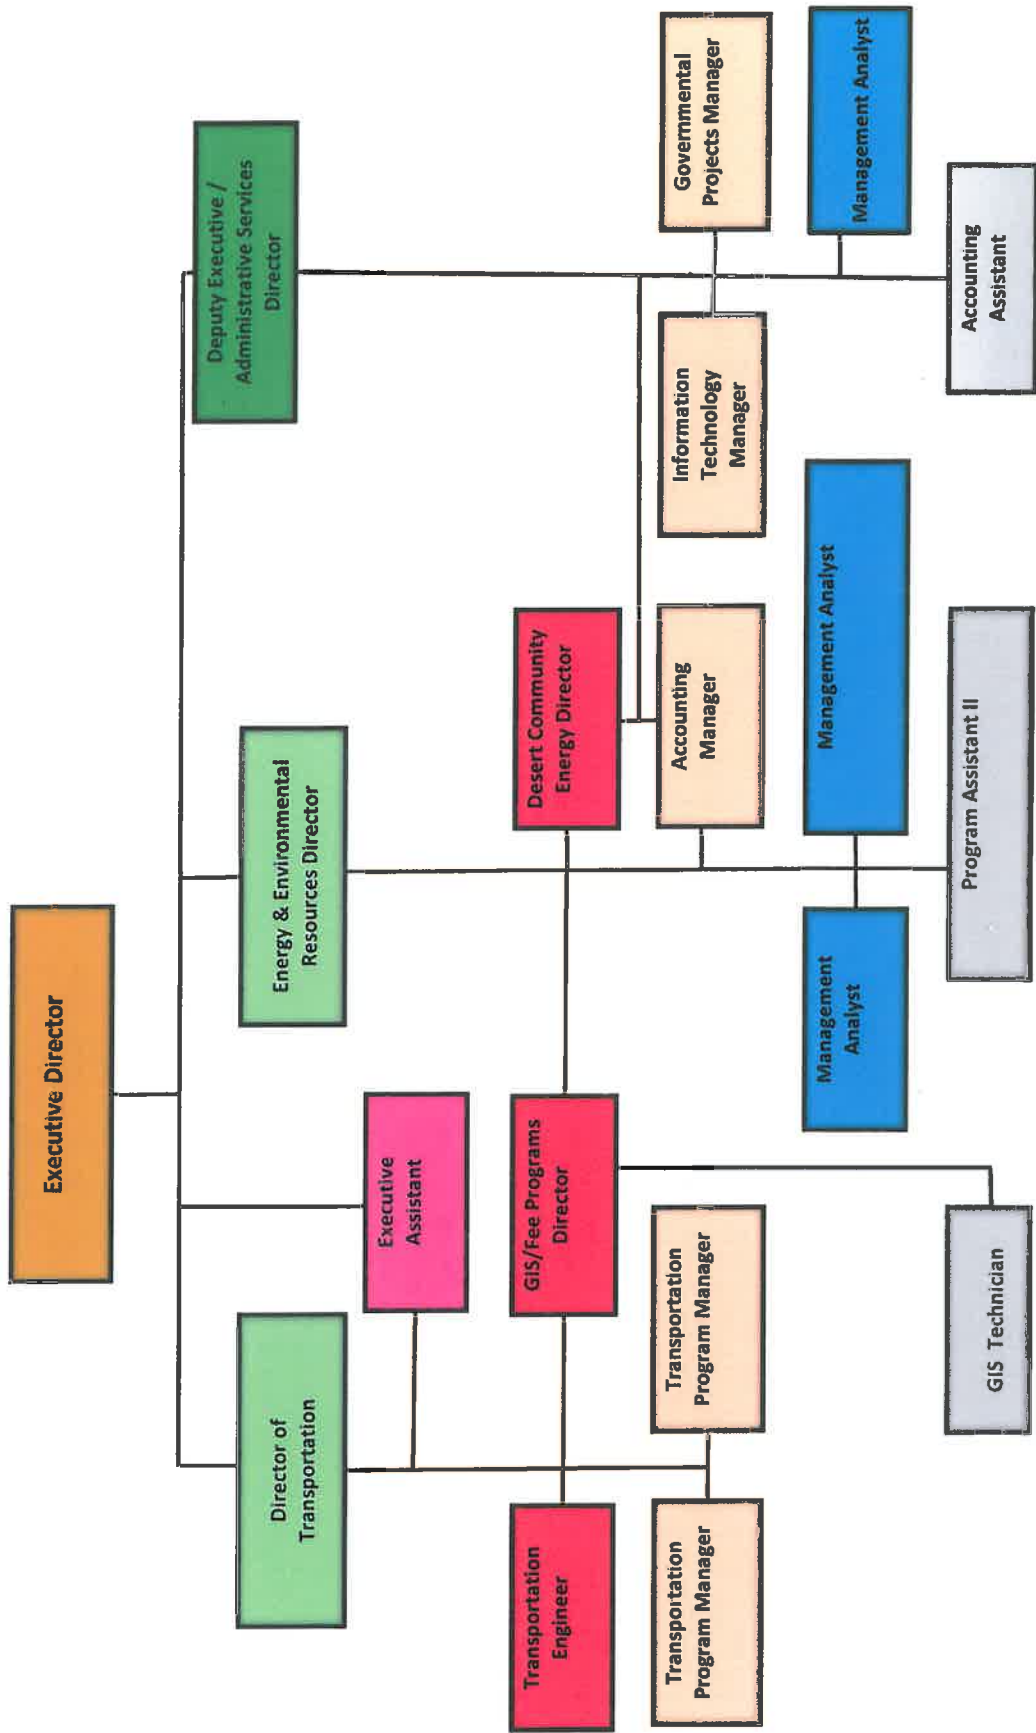 Executive Director
Director of
Transportation
Energy & Environmental
Resources Director
Deputy Executive /
Administrative Services
Director
Executive
Assistant
Transportation
Engineer
GIS/Fee Programs
Director
Desert Community
Energy Director
Transportation
Program Manager
Transportation
Program Manager
Accounting
Manager
Information
Technology
Manager
Governmental
Projects Manager
Management
Analyst
Management Analyst
Management Analyst
GIS Technician
Program Assistant II
Accounting
Assistant